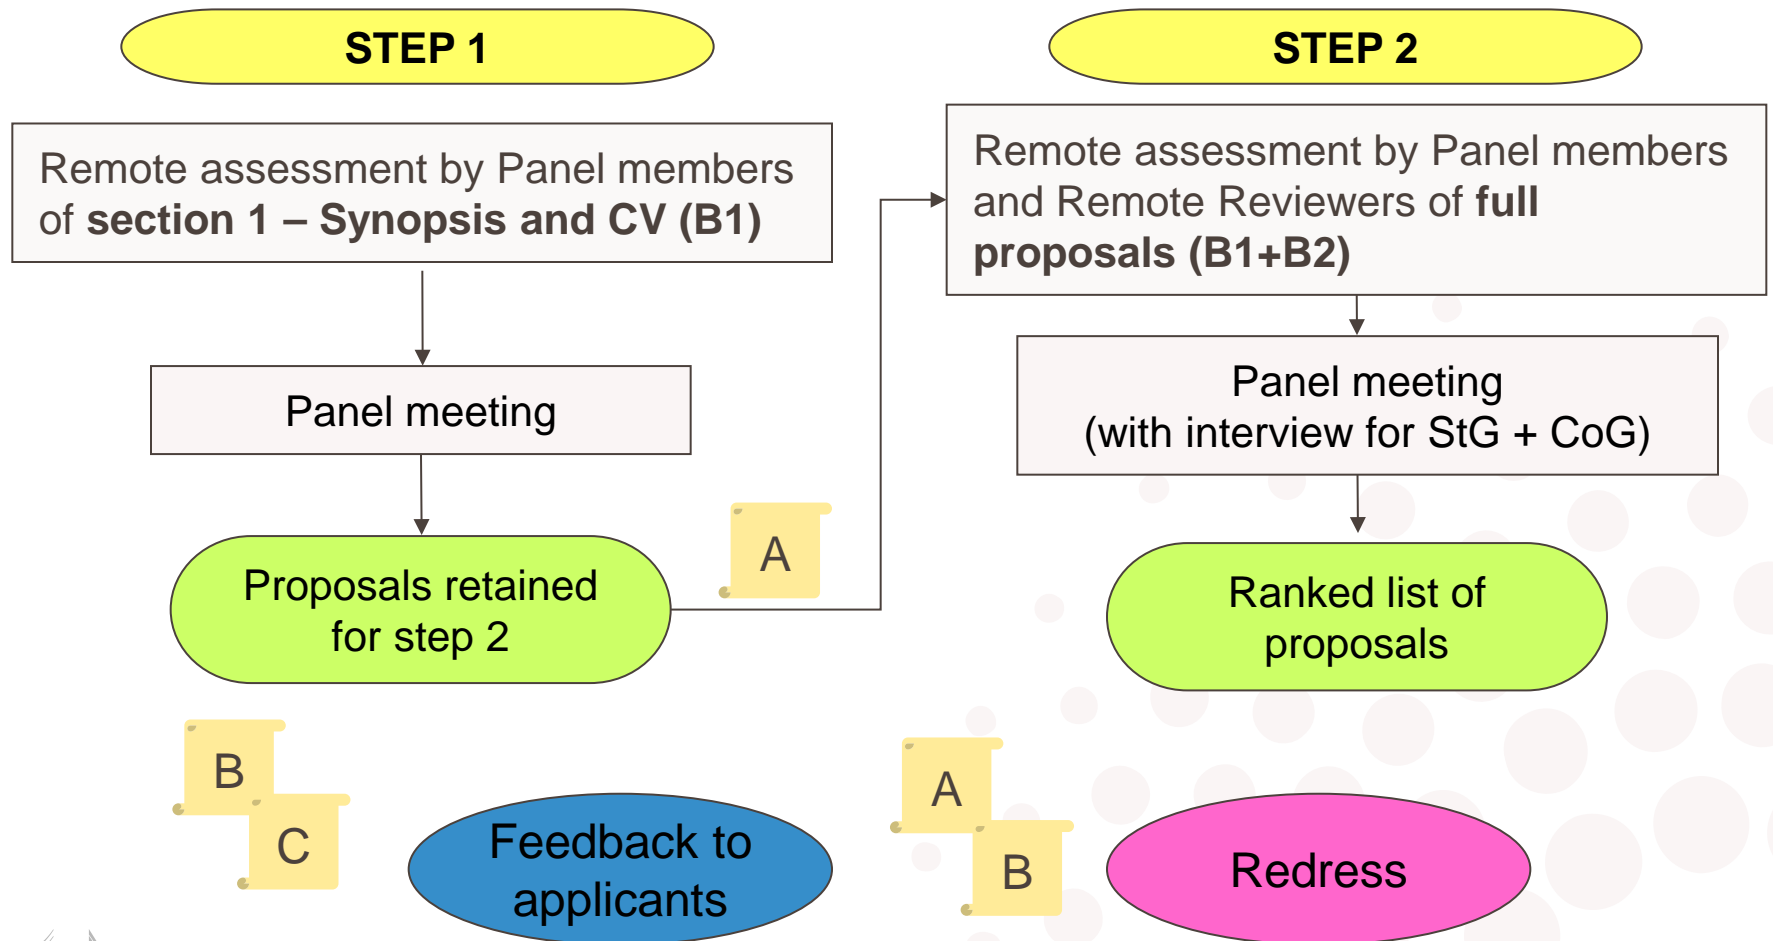 STEP 1
Remote assessment by Panel members
of section 1 – Synopsis and CV (B1)
Panel meeting
Proposals retained
for step 2
A
B
C
Feedback to
applicants
STEP 2
Remote assessment by Panel members
and Remote Reviewers of full
proposals (B1+B2)
Panel meeting
(with interview for StG + CoG)
Ranked list of
proposals
A
B
Redress